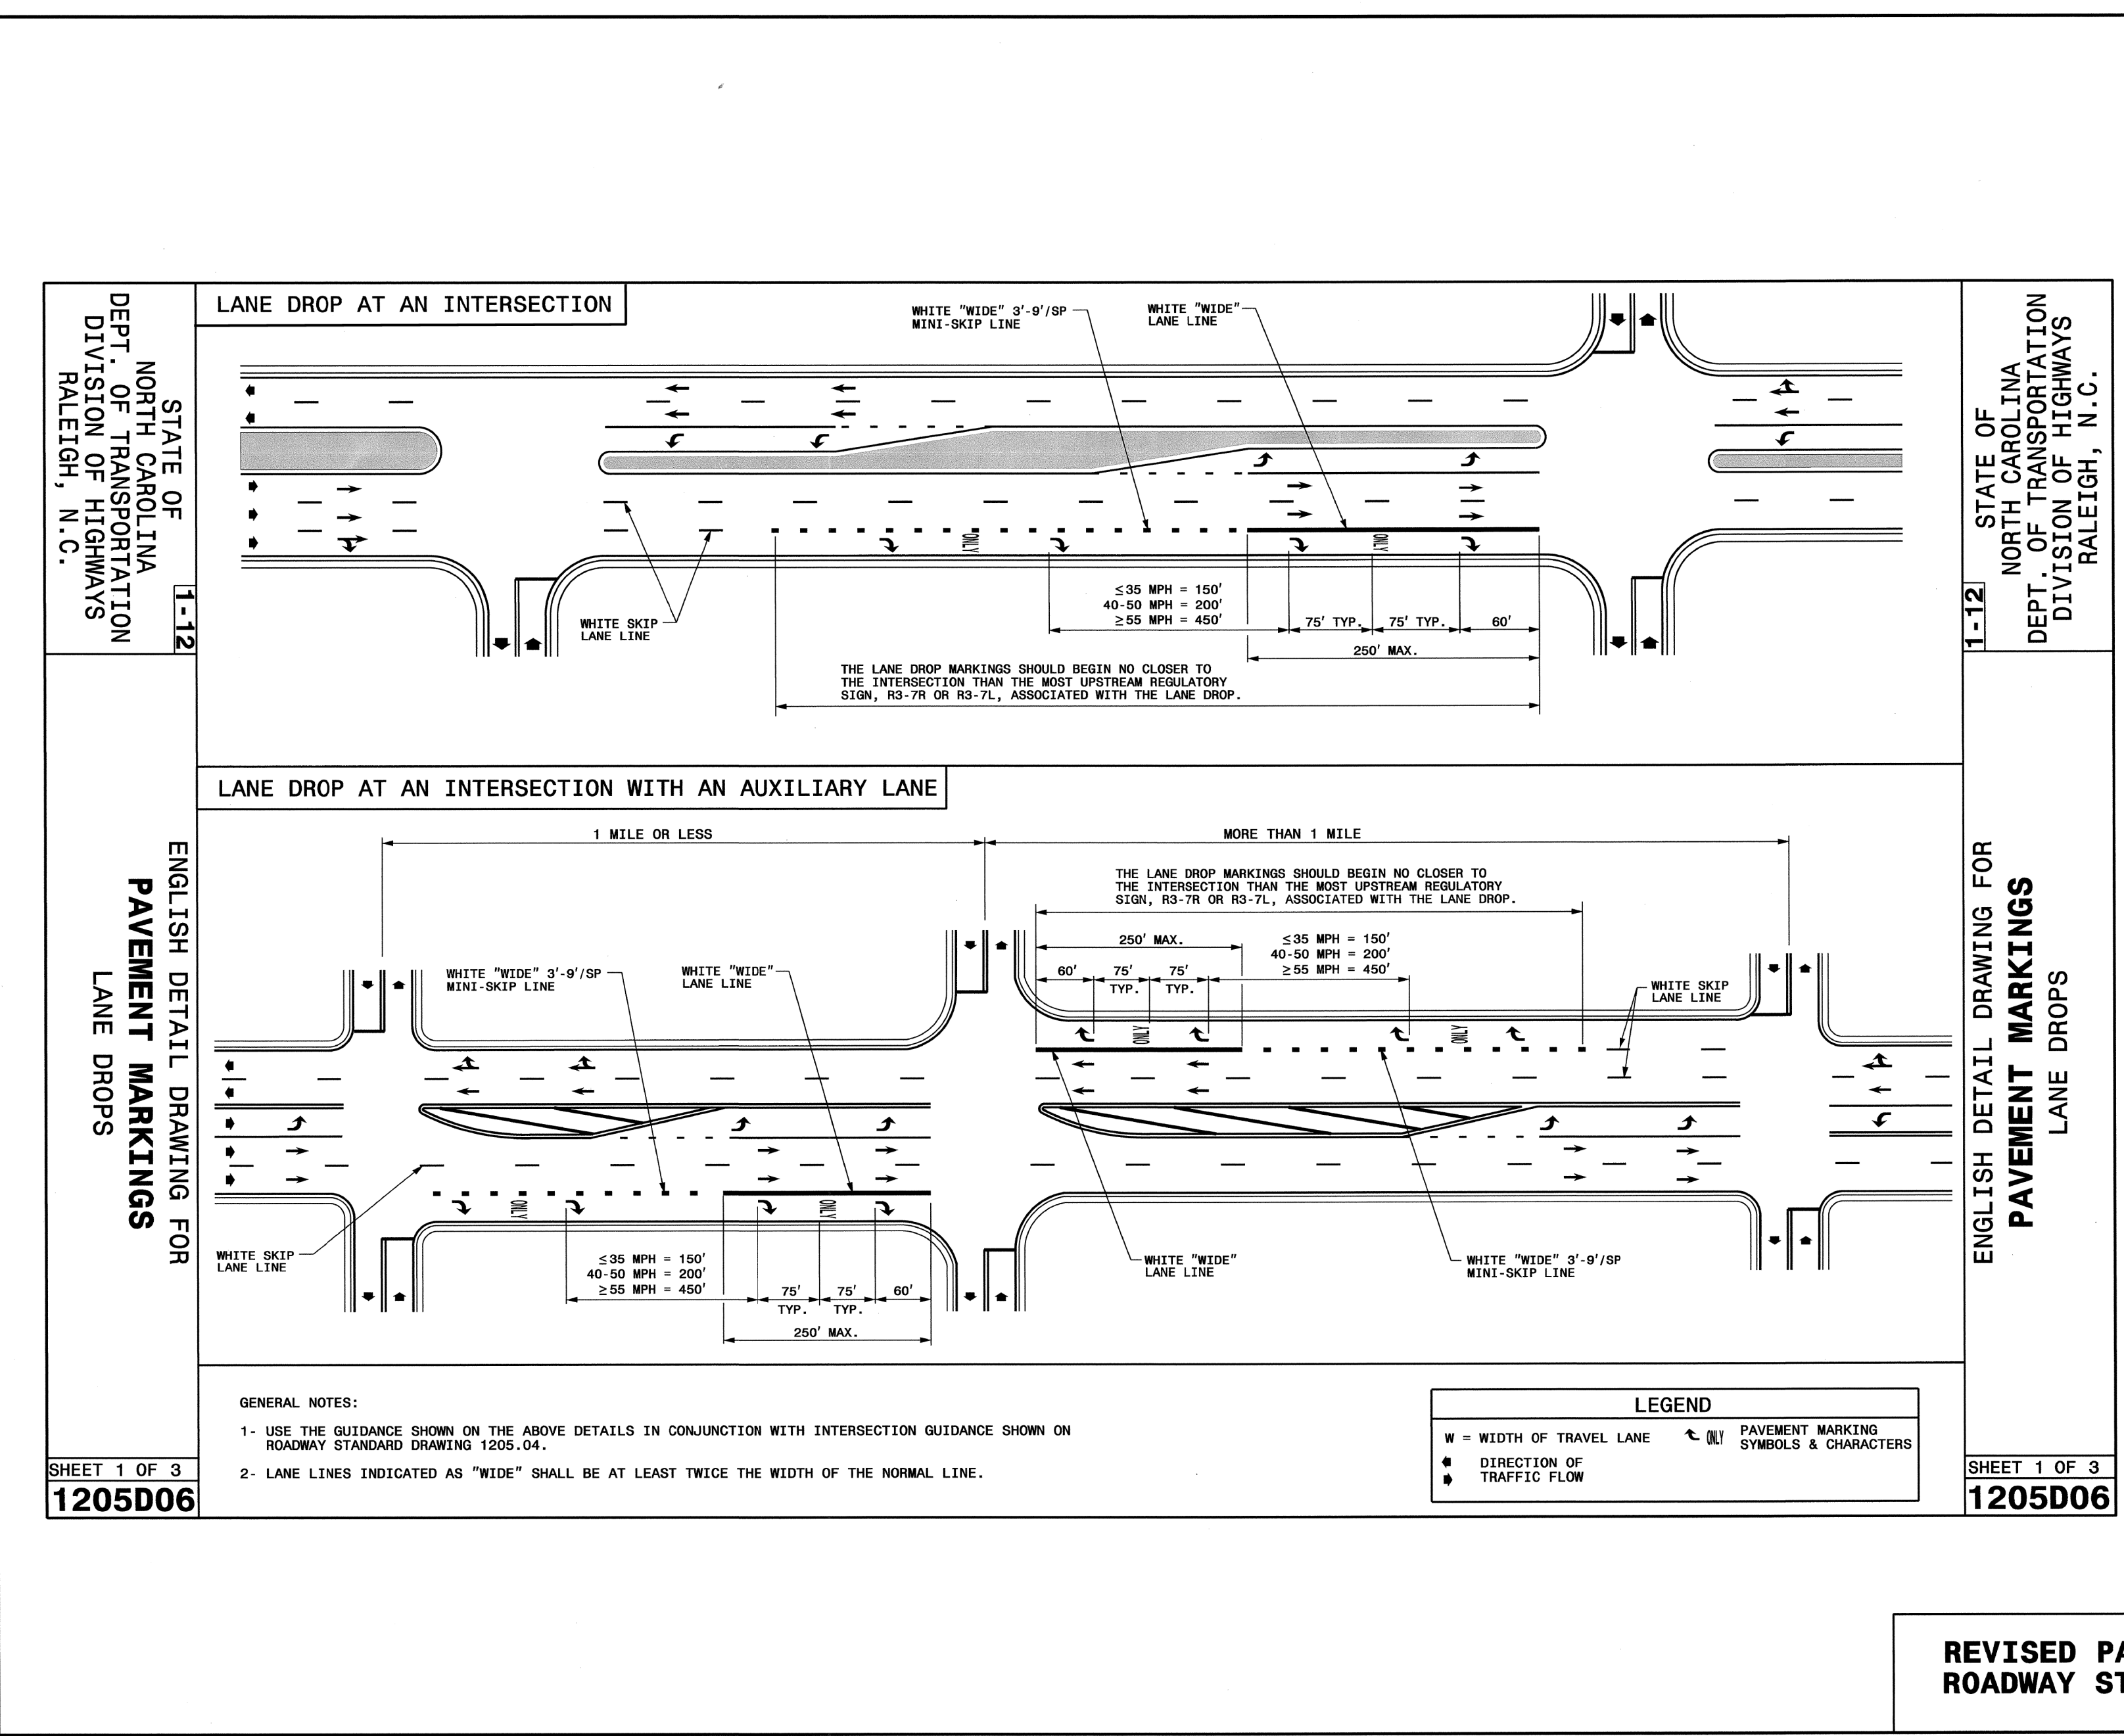 LANE DROP AT AN INTERSECTION
STATE OF
NORTH CAROLINA
DEPT. OF TRANSPORTATION
DIVISION OF HIGHWAYS
RALEIGH, N.C.
1-12
ENGLISH DETAIL DRAWING FOR
PAVEMENT MARKINGS
LANE DROPS
SHEET 1 OF 3
1205D06
WHITE "WIDE" 3'-9'/SP
MINI-SKIP LINE
WHITE "WIDE"
LANE LINE
ONLY
ONLY
WHITE SKIP
LANE LINE
≤35 MPH = 150'
40-50 MPH = 200'
≥55 MPH = 450'
75' TYP.
75' TYP.
60'
250' MAX.
THE LANE DROP MARKINGS SHOULD BEGIN NO CLOSER TO
THE INTERSECTION THAN THE MOST UPSTREAM REGULATORY
SIGN, R3-7R OR R3-7L, ASSOCIATED WITH THE LANE DROP.
LANE DROP AT AN INTERSECTION WITH AN AUXILIARY LANE
1 MILE OR LESS
MORE THAN 1 MILE
THE LANE DROP MARKINGS SHOULD BEGIN NO CLOSER TO
THE INTERSECTION THAN THE MOST UPSTREAM REGULATORY
SIGN, R3-7R OR R3-7L, ASSOCIATED WITH THE LANE DROP.
250' MAX.
≤35 MPH = 150'
40-50 MPH = 200'
≥55 MPH = 450'
60'
75'
TYP.
75'
TYP.
WHITE "WIDE" 3'-9'/SP
MINI-SKIP LINE
WHITE "WIDE"
LANE LINE
WHITE SKIP
LANE LINE
ONLY
ONLY
ONLY
ONLY
WHITE SKIP
LANE LINE
≤35 MPH = 150'
40-50 MPH = 200'
≥55 MPH = 450'
75'
TYP.
75'
TYP.
60'
250' MAX.
WHITE "WIDE"
LANE LINE
WHITE "WIDE" 3'-9'/SP
MINI-SKIP LINE
GENERAL NOTES:
1- USE THE GUIDANCE SHOWN ON THE ABOVE DETAILS IN CONJUNCTION WITH INTERSECTION GUIDANCE SHOWN ON
ROADWAY STANDARD DRAWING 1205.04.
2- LANE LINES INDICATED AS "WIDE" SHALL BE AT LEAST TWICE THE WIDTH OF THE NORMAL LINE.
LEGEND
W = WIDTH OF TRAVEL LANE
ONLY PAVEMENT MARKING
SYMBOLS & CHARACTERS
DIRECTION OF
TRAFFIC FLOW
STATE OF
NORTH CAROLINA
DEPT. OF TRANSPORTATION
DIVISION OF HIGHWAYS
RALEIGH, N.C.
1-12
ENGLISH DETAIL DRAWING FOR
PAVEMENT MARKINGS
LANE DROPS
SHEET 1 OF 3
1205D06
REVISED PA
ROADWAY ST